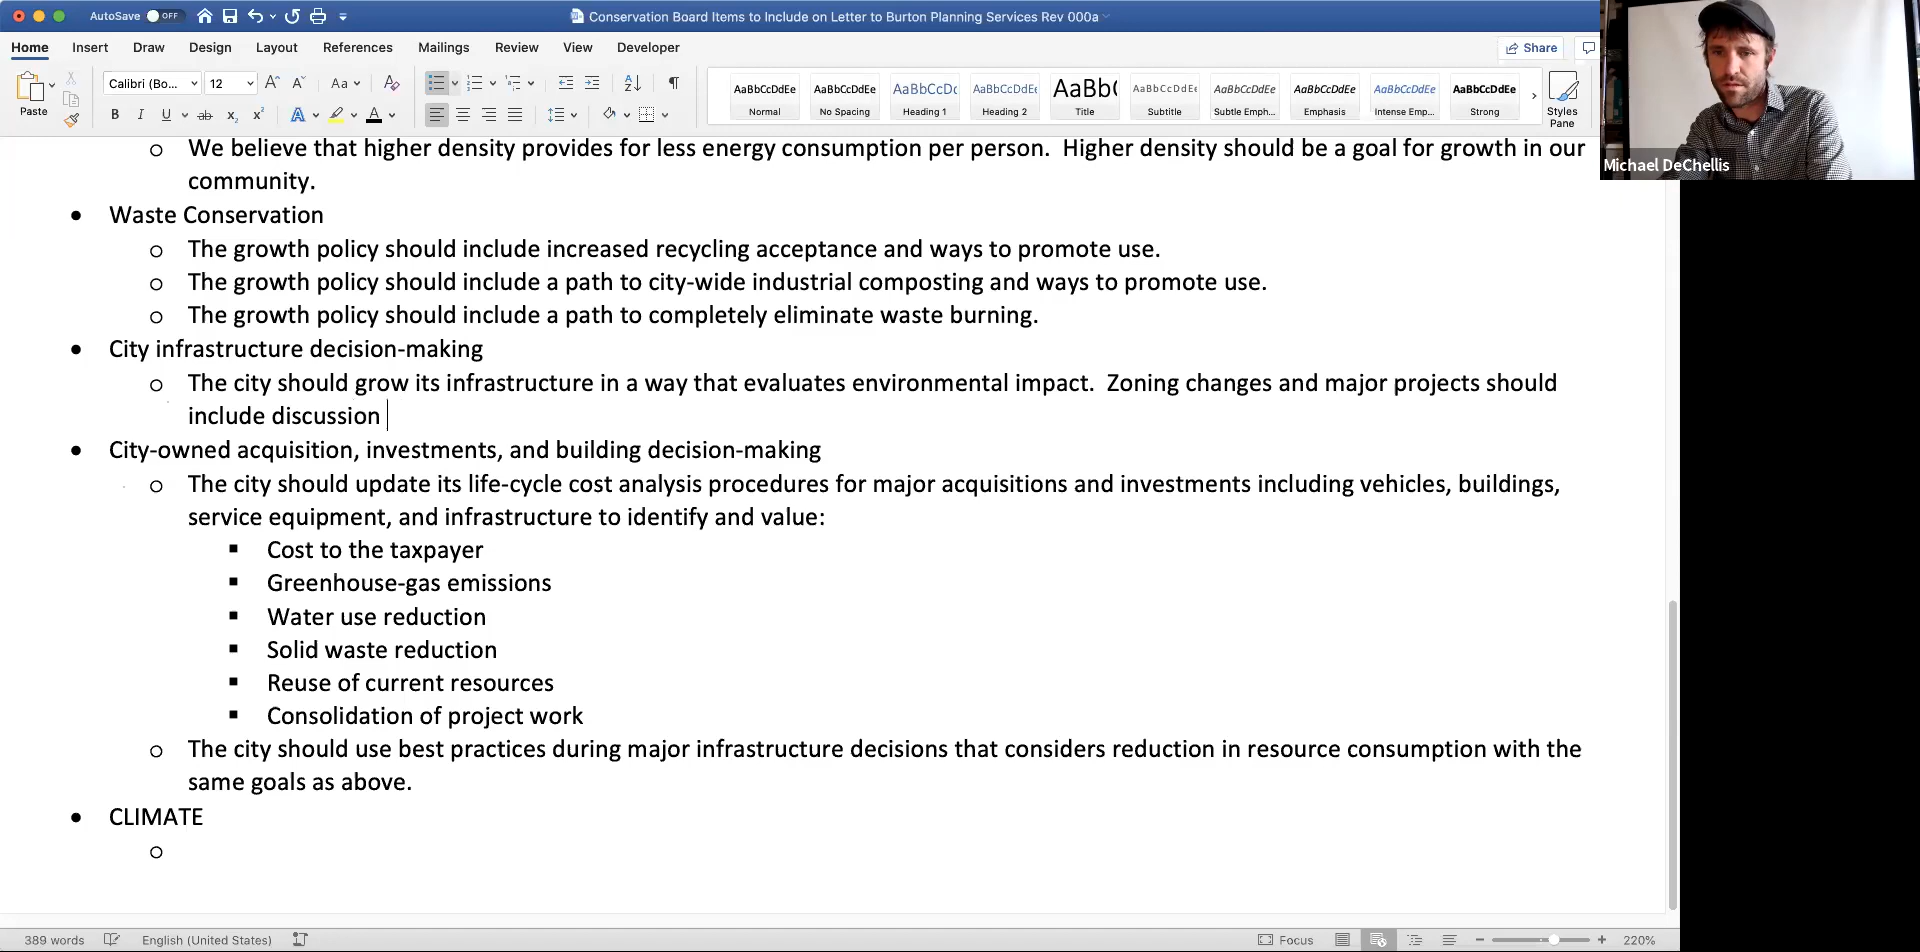 AutoSave OFF
Conservation Board Items to Include on Letter to Burton Planning Services Rev 000a
Home Insert Draw Design Layout References Mailings Review View Developer Share
Paste
Calibri (Bo... 12 Aa
B I U ab x2 x2 A A
AaBbCcDdEe Normal
AaBbCcDdEe No Spacing
AaBbCcDc Heading 1
AaBbCcDdEe Heading 2
AaBb( Title
AaBbCcDdEe Subtitle
AaBbCcDdEe Subtle Emph...
AaBbCcDdEe Emphasis
AaBbCcDdEe Intense Emp...
AaBbCcDdEe Strong
Styles Pane
Michael DeChellis
o We believe that higher density provides for less energy consumption per person. Higher density should be a goal for growth in our
community.
• Waste Conservation
o The growth policy should include increased recycling acceptance and ways to promote use.
o The growth policy should include a path to city-wide industrial composting and ways to promote use.
o The growth policy should include a path to completely eliminate waste burning.
• City infrastructure decision-making
o The city should grow its infrastructure in a way that evaluates environmental impact. Zoning changes and major projects should
include discussion
• City-owned acquisition, investments, and building decision-making
o The city should update its life-cycle cost analysis procedures for major acquisitions and investments including vehicles, buildings,
service equipment, and infrastructure to identify and value:
▪ Cost to the taxpayer
▪ Greenhouse-gas emissions
▪ Water use reduction
▪ Solid waste reduction
▪ Reuse of current resources
▪ Consolidation of project work
o The city should use best practices during major infrastructure decisions that considers reduction in resource consumption with the
same goals as above.
• CLIMATE
o
389 words English (United States) Focus 220%